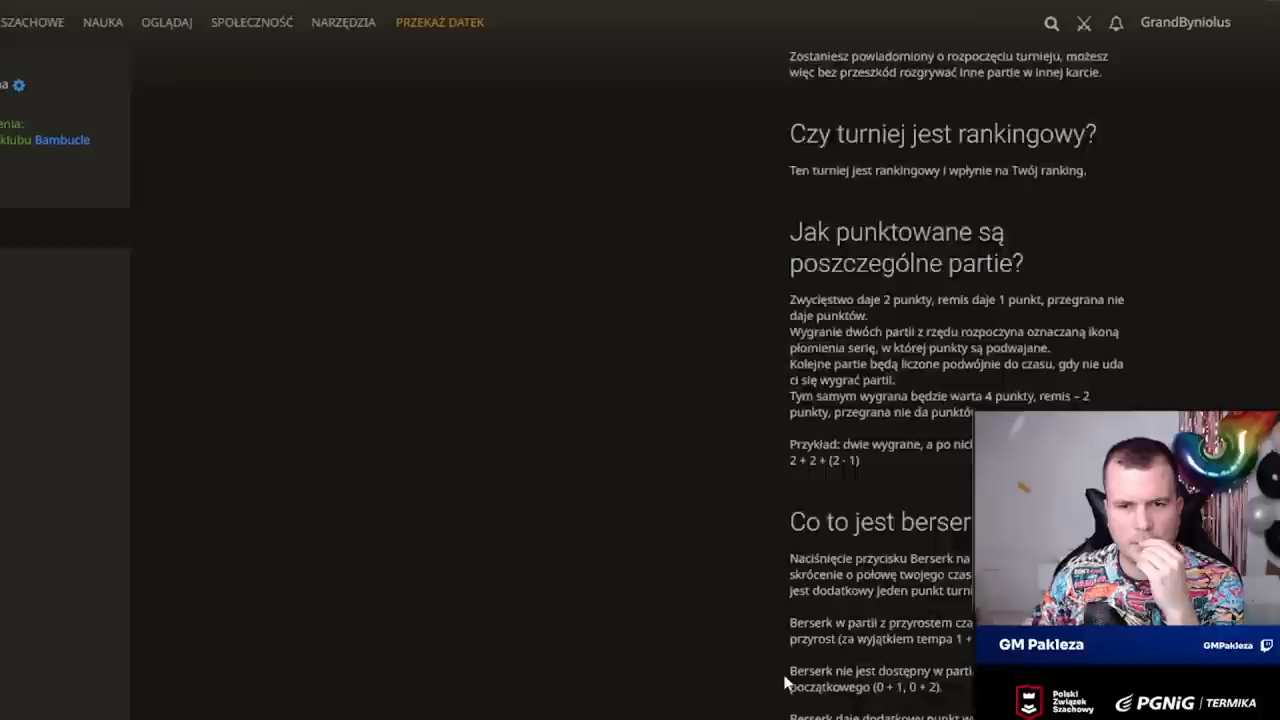 SZACHOWE NAUKA OGLĄDAJ SPOŁECZNOŚĆ NARZĘDZIA PRZEKAŻ DATEK GrandByniolus
klubu Bambucle
Zostaniesz powiadomiony o rozpoczęciu turnieju, możesz
więc bez przeszkód rozgrywać inne partie w innej karcie.
Czy turniej jest rankingowy?
Ten turniej jest rankingowy i wpłynie na Twój ranking.
Jak punktowane są
poszczególne partie?
Zwycięstwo daje 2 punkty, remis daje 1 punkt, przegrana nie
daje punktów.
Wygranie dwóch partii z rzędu rozpoczyna oznaczaną ikoną
płomienia serię, w której punkty są podwajane.
Kolejne partie będą liczone podwójnie do czasu, gdy nie uda
ci się wygrać partii.
Tym samym wygrana będzie warta 4 punkty, remis – 2
punkty, przegrana nie da punktów
Przykład: dwie wygrane, a po nich
2 + 2 + (2 · 1)
Co to jest berser
Naciśnięcie przycisku Berserk na
skrócenie o połowę twojego czas
jest dodatkowy jeden punkt turn
Berserk w partii z przyrostem cza
przyrost (za wyjątkiem tempa 1 +
Berserk nie jest dostępny w parti
początkowego (0 + 1, 0 + 2).
Berserk daje dodatkowy punkt w
GM Pakleza
GMPakleza
Polski
Związek
Szachowy
PGNiG | TERMIKA